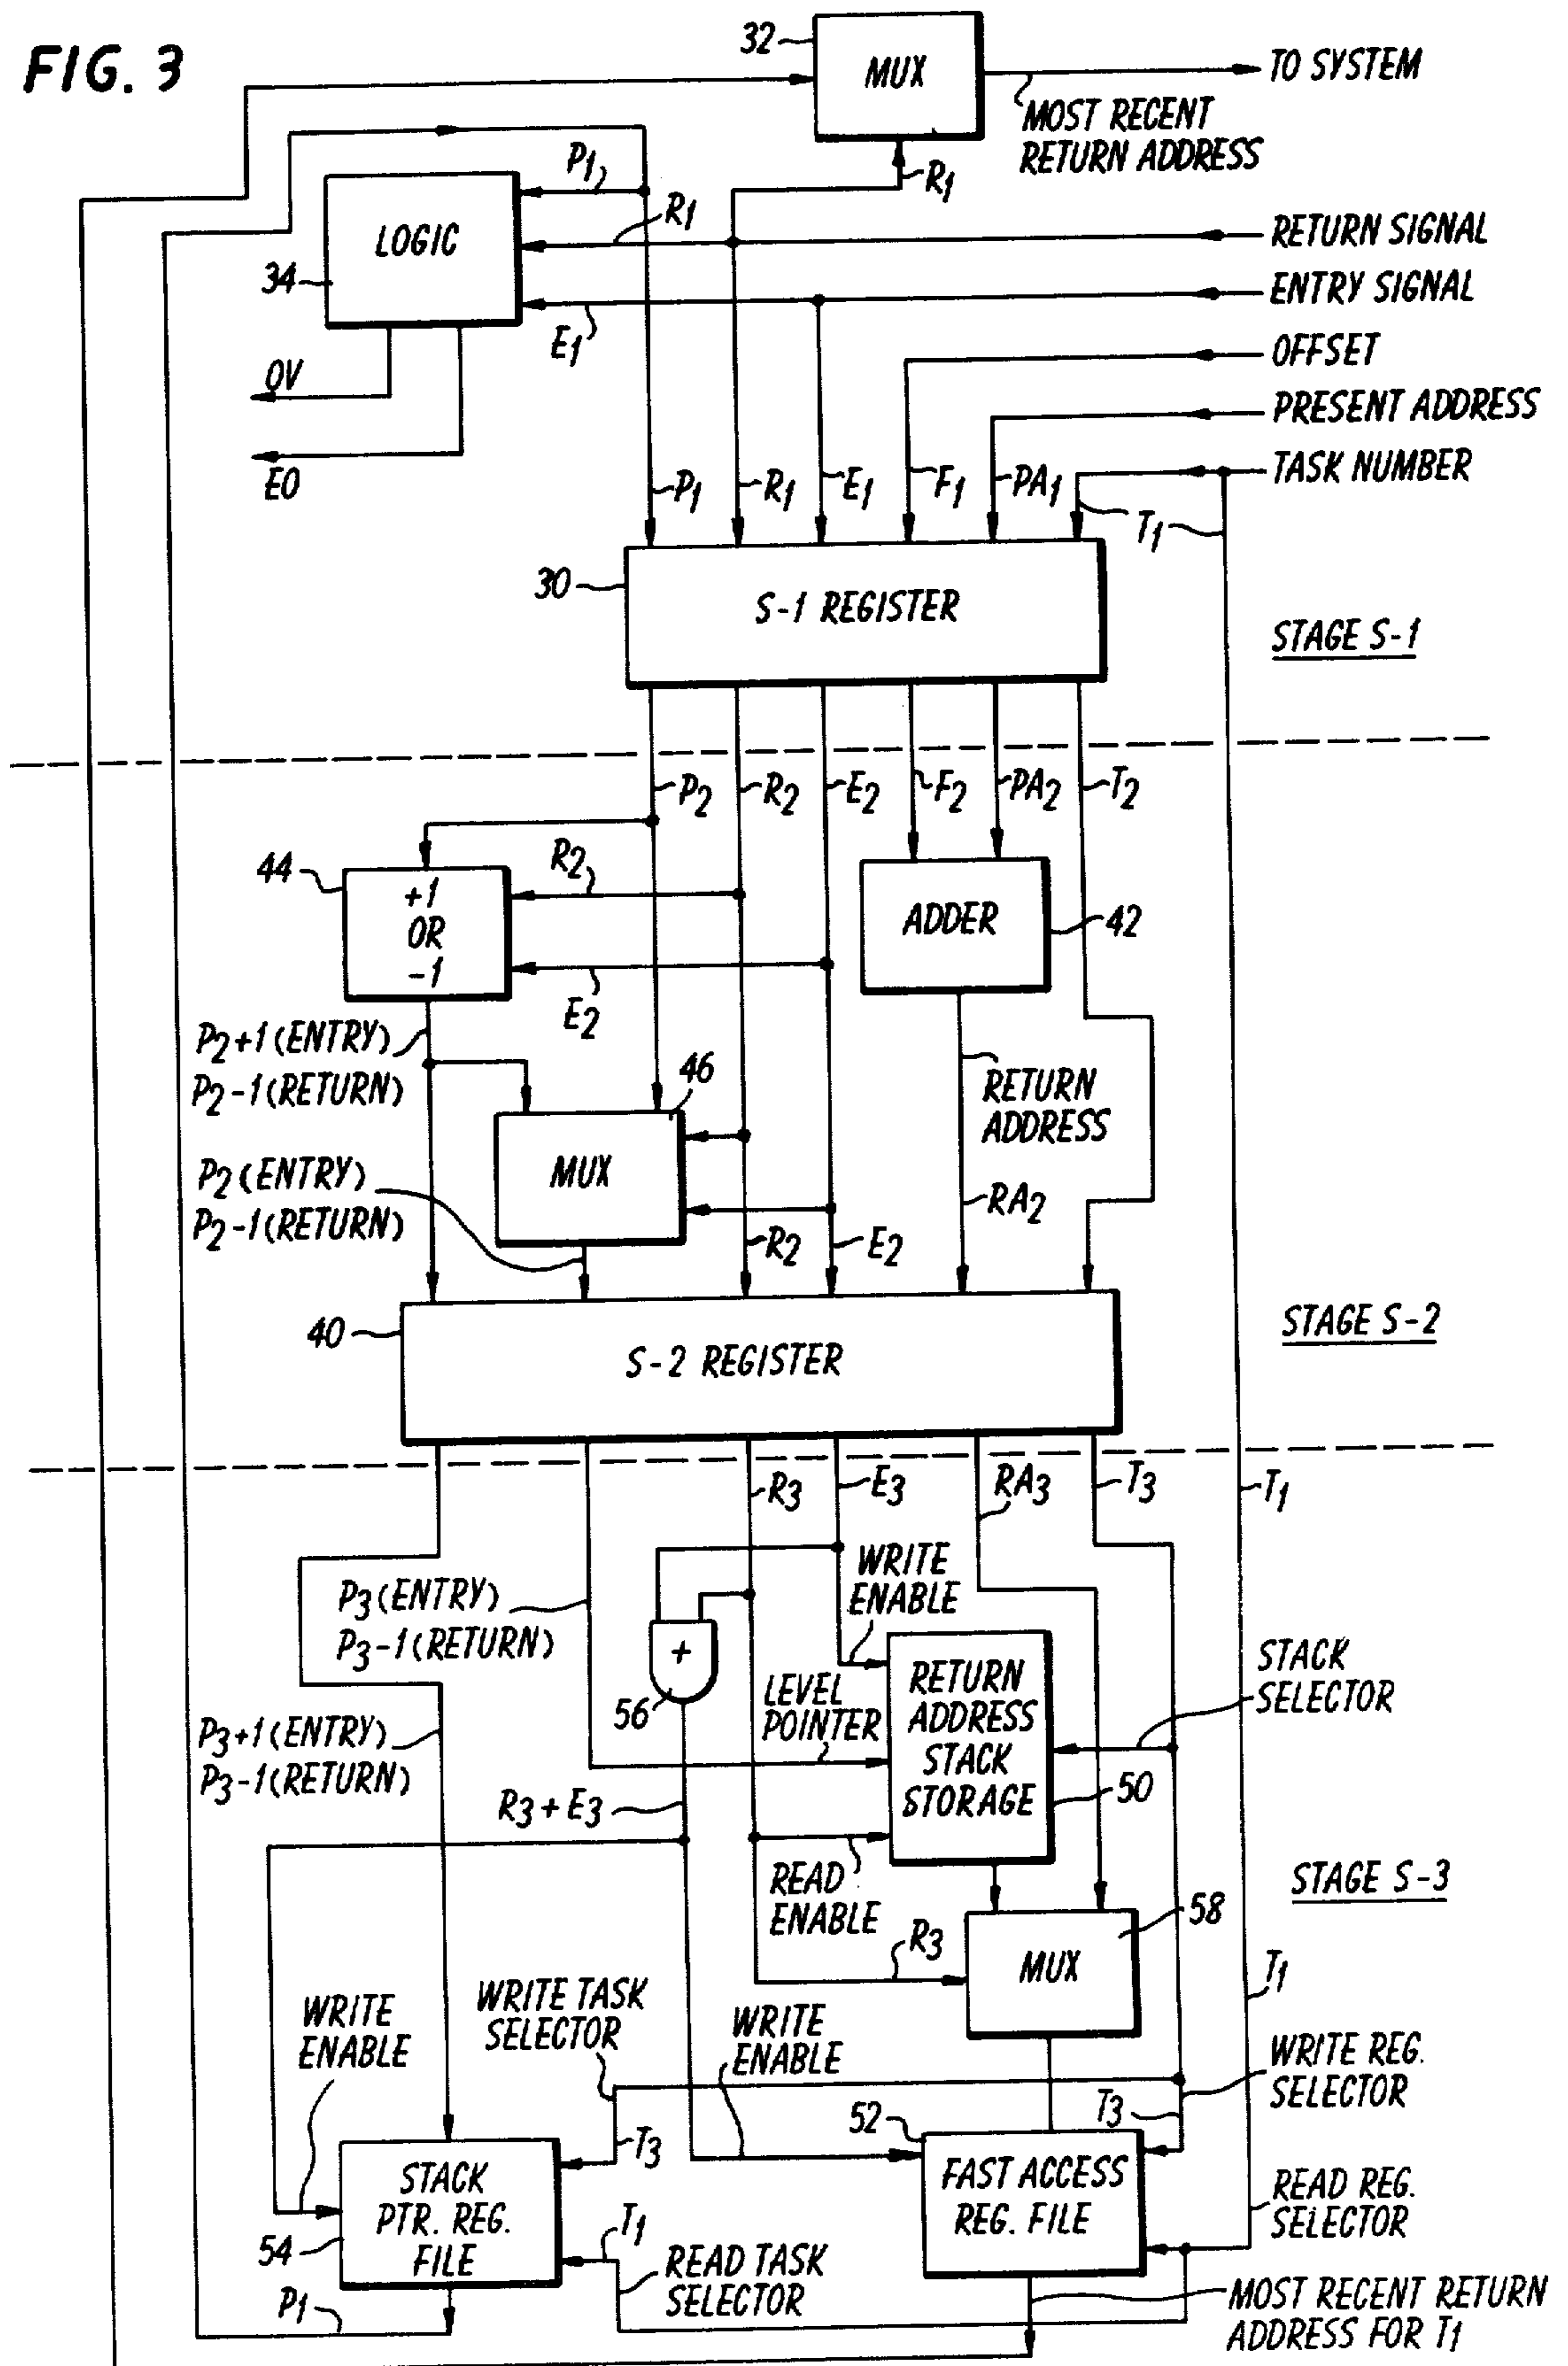 FIG. 3
32
MUX
TO SYSTEM
MOST RECENT
RETURN ADDRESS
P1
R1
R1
LOGIC
34
RETURN SIGNAL
ENTRY SIGNAL
E1
OFFSET
OV
PRESENT ADDRESS
EO
TASK NUMBER
P1
R1
E1
F1
PA1
T1
30
S-1 REGISTER
STAGE S-1
P2
R2
E2
F2
PA2
T2
44
+1
OR
-1
R2
E2
ADDER
42
P2+1 (ENTRY)
P2-1 (RETURN)
46
RETURN
ADDRESS
MUX
P2 (ENTRY)
P2-1 (RETURN)
R2
E2
RA2
40
S-2 REGISTER
STAGE S-2
R3
E3
RA3
T3
T1
P3 (ENTRY)
P3-1 (RETURN)
+
56
WRITE
ENABLE
LEVEL
POINTER
RETURN
ADDRESS
STACK
STORAGE
50
STACK
SELECTOR
P3+1 (ENTRY)
P3-1 (RETURN)
R3 + E3
READ
ENABLE
STAGE S-3
58
R3
MUX
T1
WRITE
ENABLE
WRITE TASK
SELECTOR
WRITE
ENABLE
WRITE REG.
SELECTOR
T3
52
T3
STACK
PTR. REG.
FILE
54
FAST ACCESS
REG. FILE
READ REG.
SELECTOR
T1
READ TASK
SELECTOR
P1
MOST RECENT RETURN
ADDRESS FOR T1